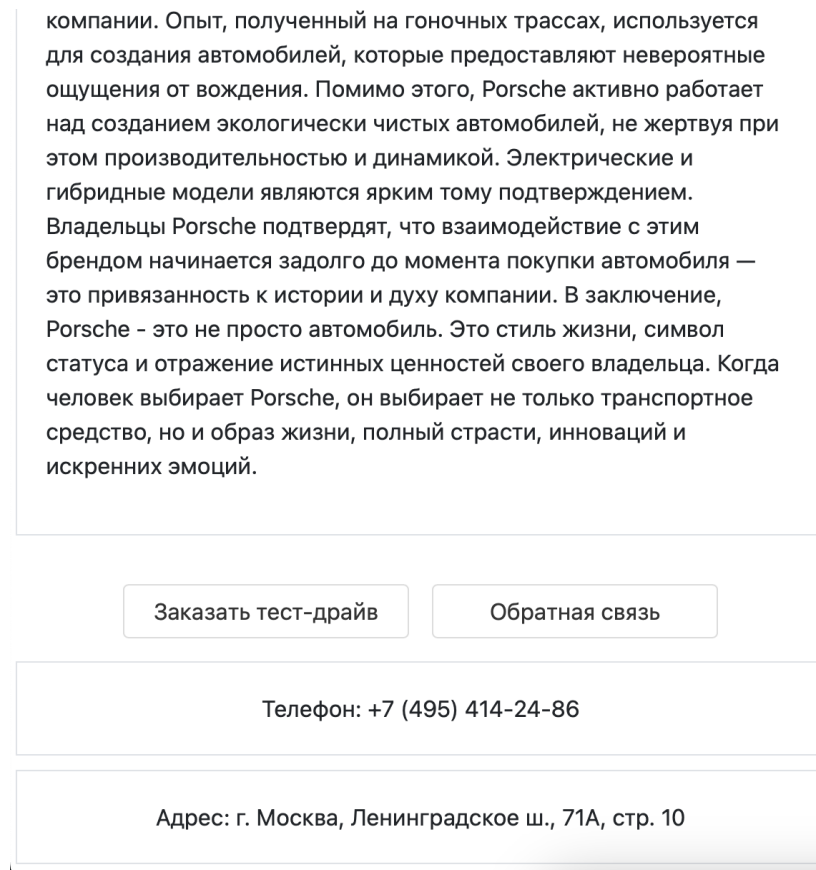 компании. Опыт, полученный на гоночных трассах, используется
для создания автомобилей, которые предоставляют невероятные
ощущения от вождения. Помимо этого, Porsche активно работает
над созданием экологически чистых автомобилей, не жертвуя при
этом производительностью и динамикой. Электрические и
гибридные модели являются ярким тому подтверждением.
Владельцы Porsche подтвердят, что взаимодействие с этим
брендом начинается задолго до момента покупки автомобиля —
это привязанность к истории и духу компании. В заключение,
Porsche - это не просто автомобиль. Это стиль жизни, символ
статуса и отражение истинных ценностей своего владельца. Когда
человек выбирает Porsche, он выбирает не только транспортное
средство, но и образ жизни, полный страсти, инноваций и
искренних эмоций.
Заказать тест-драйв
Обратная связь
Телефон: +7 (495) 414-24-86
Адрес: г. Москва, Ленинградское ш., 71А, стр. 10